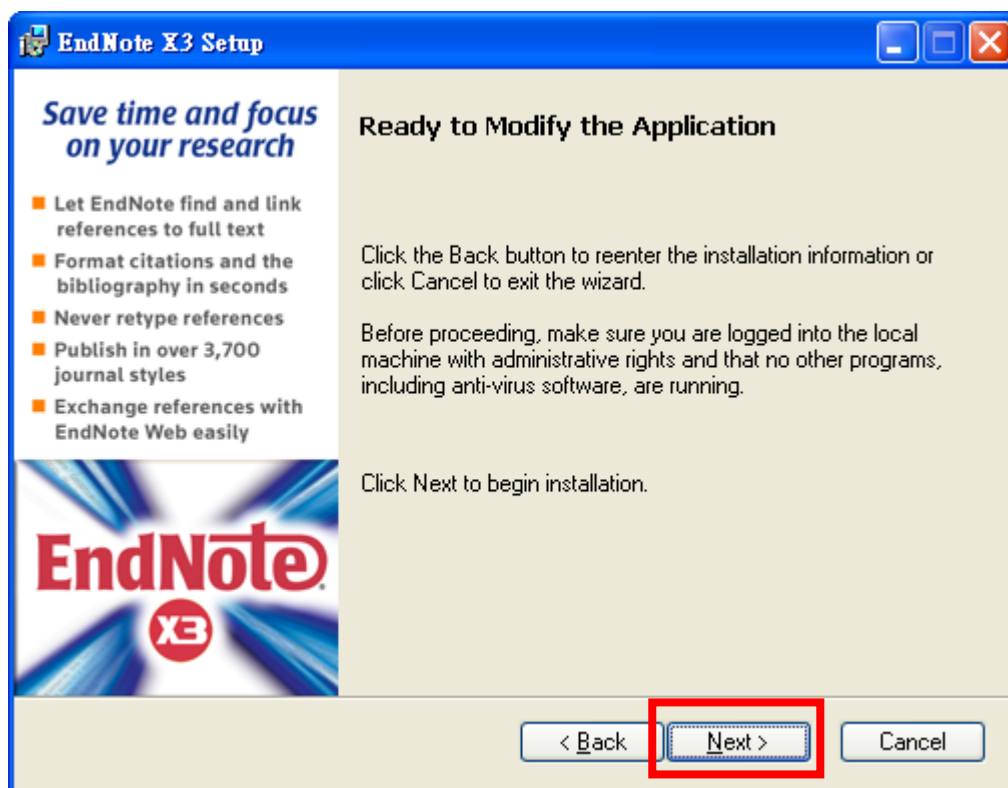 EndNote X3 Setup
Save time and focus
on your research
Let EndNote find and link
references to full text
Format citations and the
bibliography in seconds
Never retype references
Publish in over 3,700
journal styles
Exchange references with
EndNote Web easily
EndNote
X3
Ready to Modify the Application
Click the Back button to reenter the installation information or
click Cancel to exit the wizard.
Before proceeding, make sure you are logged into the local
machine with administrative rights and that no other programs,
including anti-virus software, are running.
Click Next to begin installation.
< Back
Next >
Cancel